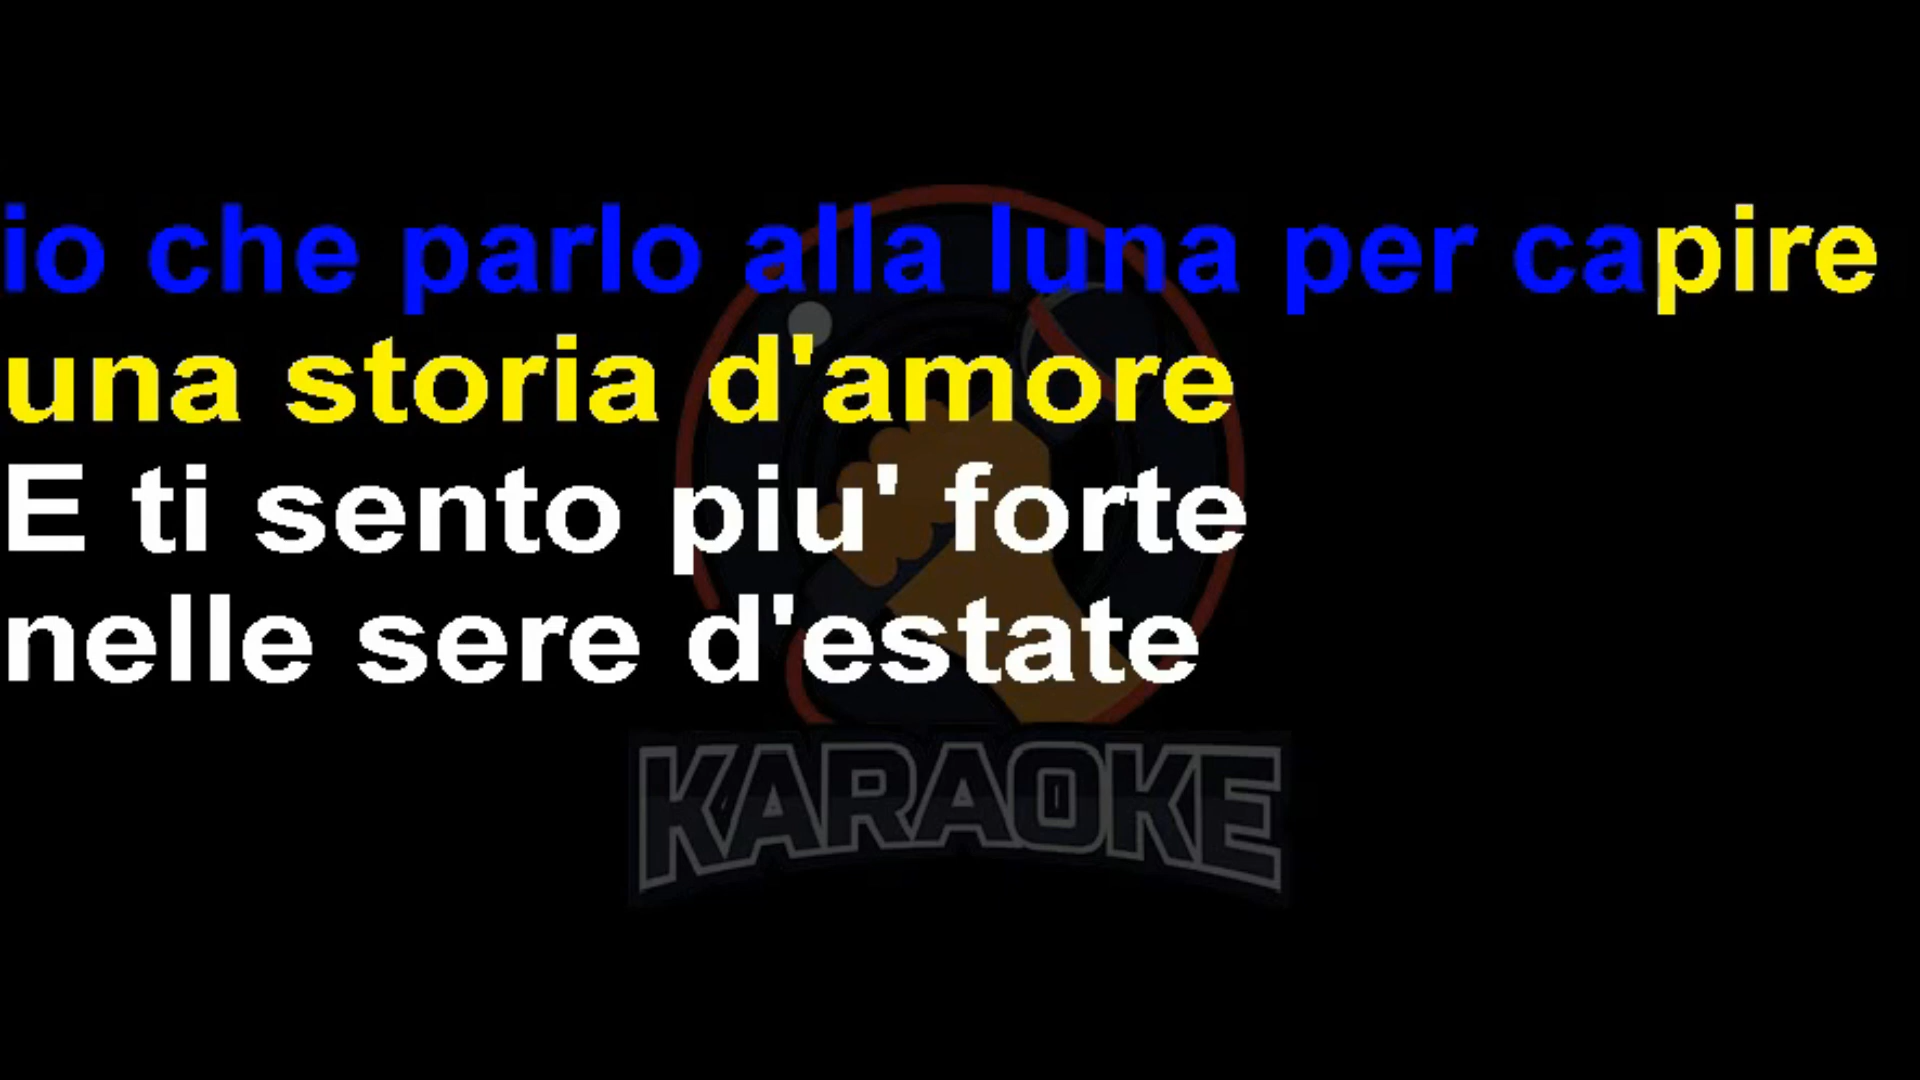 io che parlo alla luna per capire
una storia d'amore
E ti sento piu' forte
nelle sere d'estate
KARAOKE